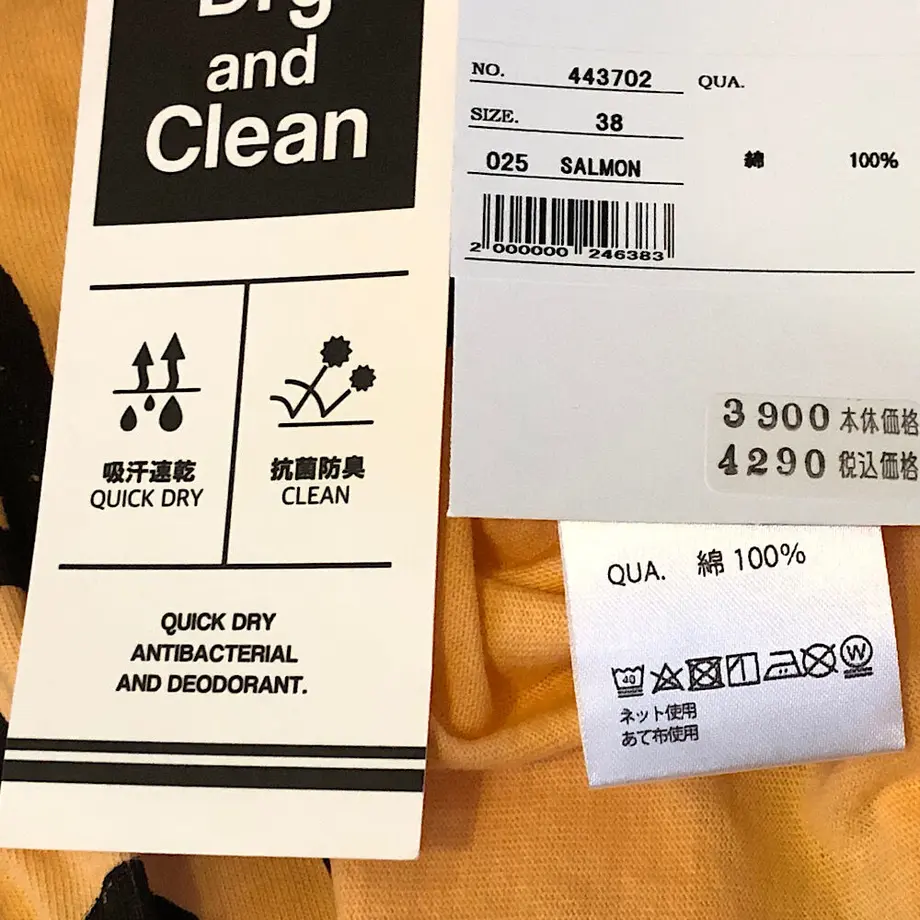 Dry
and
Clean
吸汗速乾
QUICK DRY
抗菌防臭
CLEAN
QUICK DRY
ANTIBACTERIAL
AND DEODORANT.
NO. 443702
QUA.
SIZE. 38
025 SALMON
綿 100%
2 000000 246383
3900 本体価格
4290 税込価格
QUA. 綿 100%
40
W
ネット使用
あて布使用